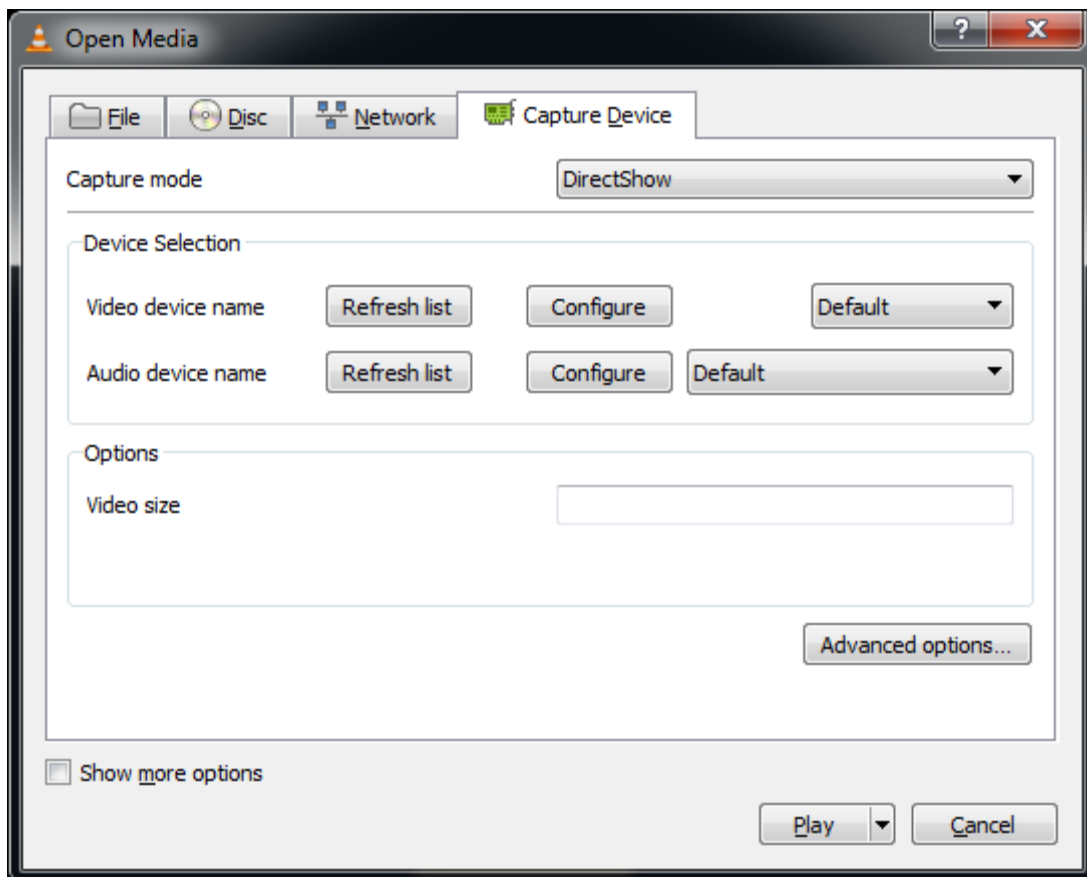 Open Media
?
File Disc Network Capture Device
Capture mode DirectShow
Device Selection
Video device name Refresh list Configure Default
Audio device name Refresh list Configure Default
Options
Video size
Advanced options...
Show more options
Play Cancel